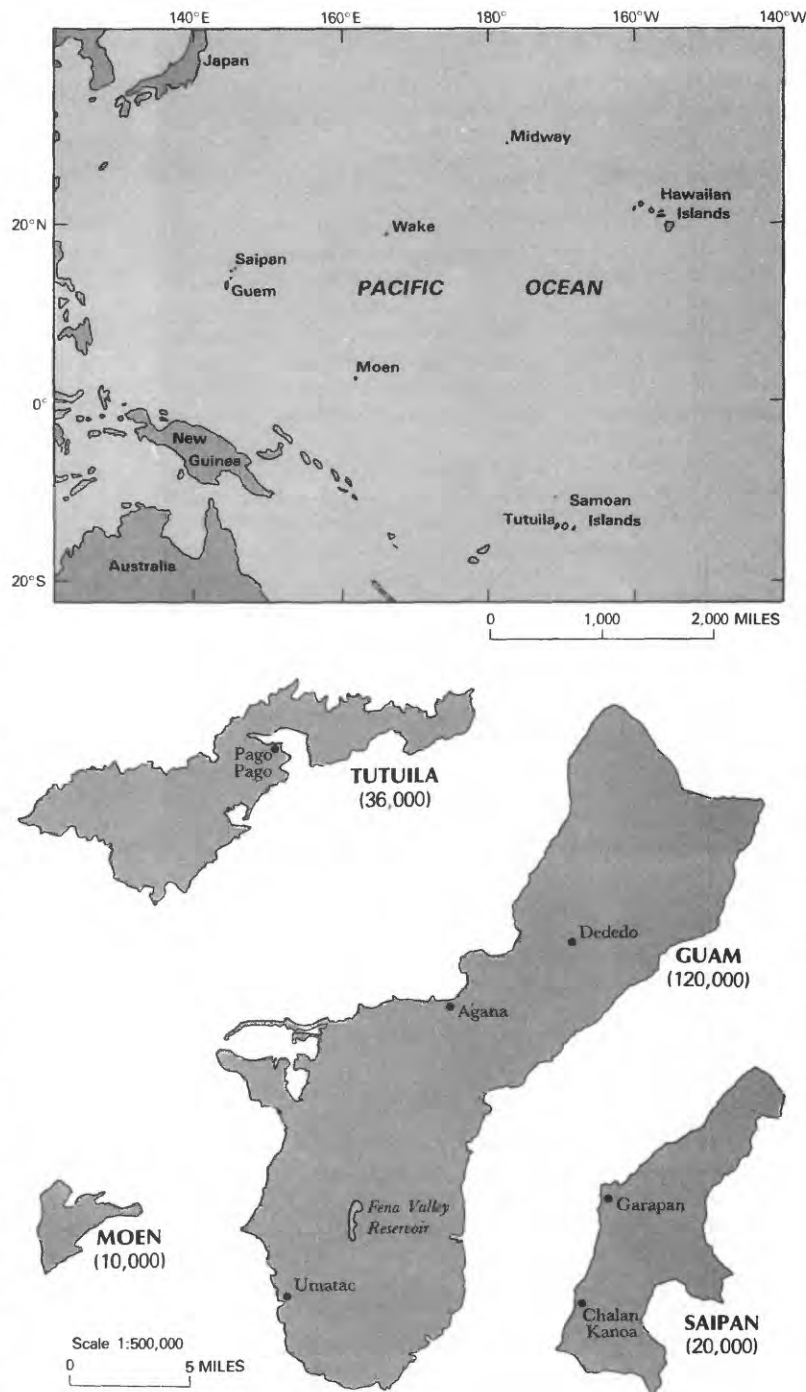 140°E 160°E 180° 160°W 140°W
Japan
Midway
Hawaiian
Islands
20°N
Wake
Saipan
Guem
PACIFIC OCEAN
Moen
0°
New
Guinea
Samoan
Tutuila Islands
Australia
20°S
0 1,000 2,000 MILES
Pago
Pago
TUTUILA
(36,000)
Dededo
GUAM
(120,000)
Agana
Garapan
Fena Valley
Reservoir
MOEN
(10,000)
Umatac
Chalan
Kanoa
SAIPAN
(20,000)
Scale 1:500,000
0 5 MILES